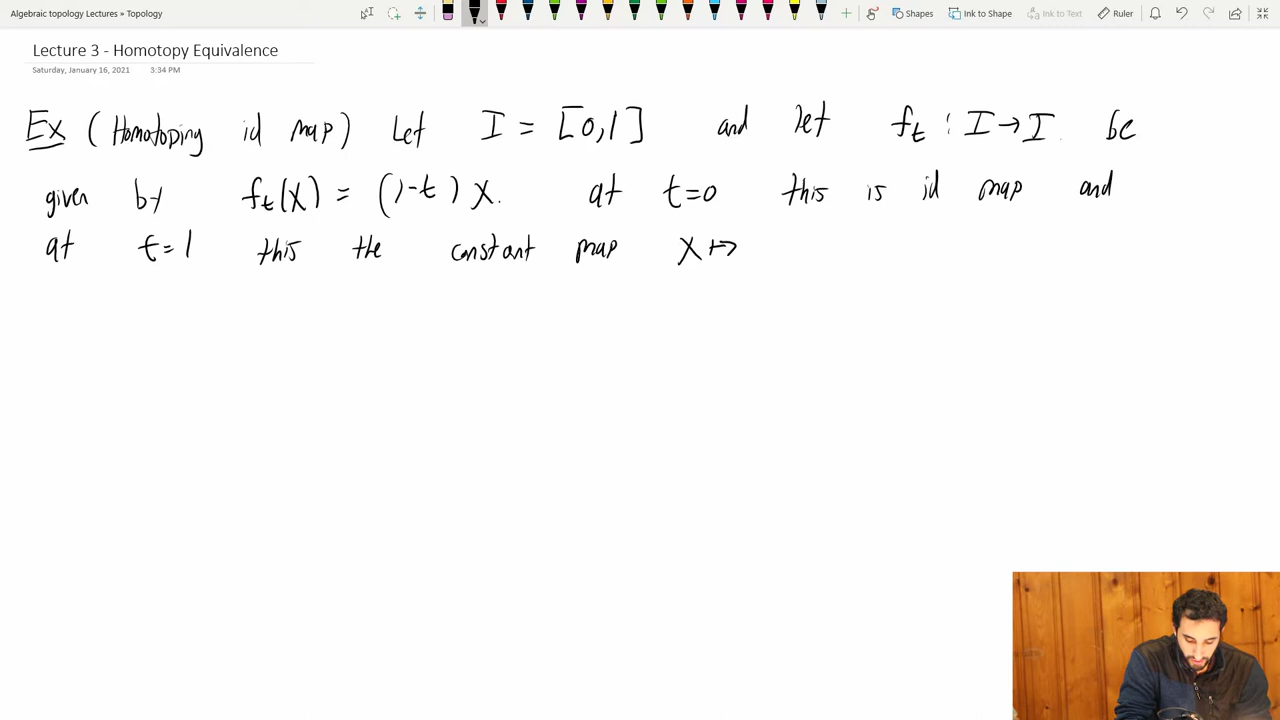 Algebraic topology Lectures » Topology
Shapes
Ink to Shape
Ink to Text
Ruler
Lecture 3 - Homotopy Equivalence
Saturday, January 16, 2021 3:34 PM
Ex (Homotoping id map) Let I = [0,1] and let f_t : I → I. be
given by f_t(x) = (1-t) x. at t=0 this is id map and
at t=1 this the constant map x ↦